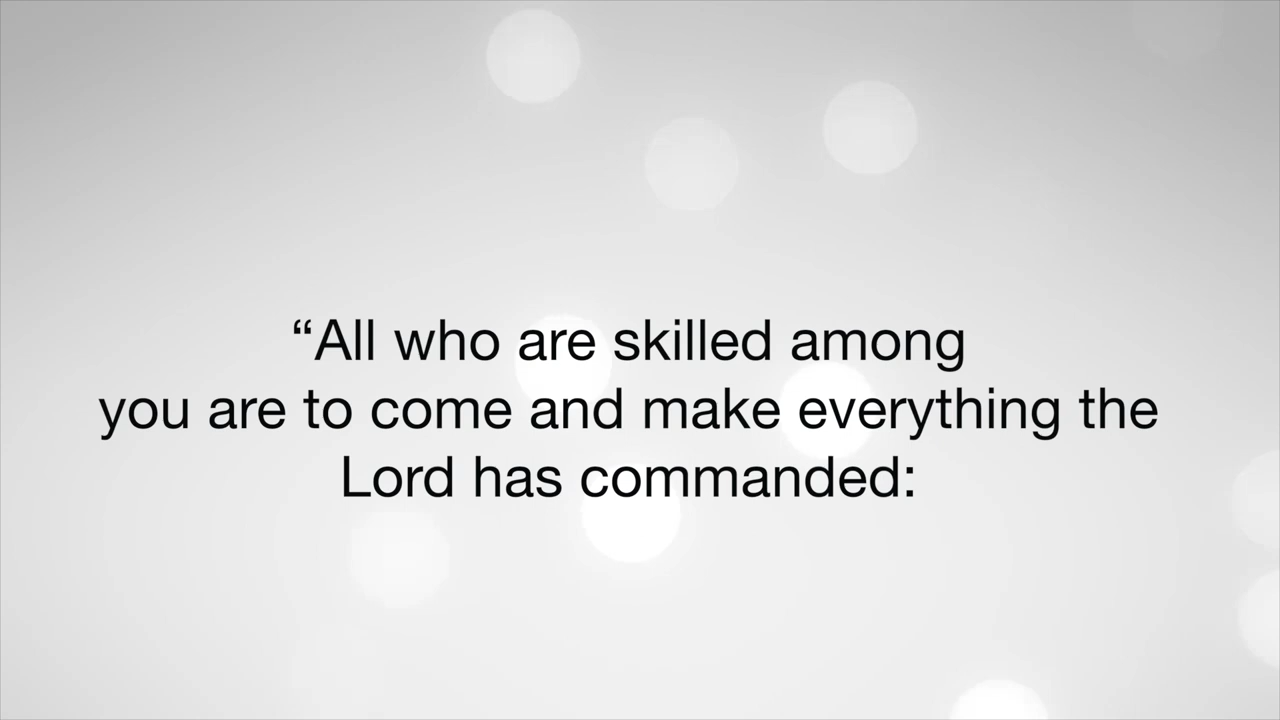 “All who are skilled among
you are to come and make everything the
Lord has commanded: